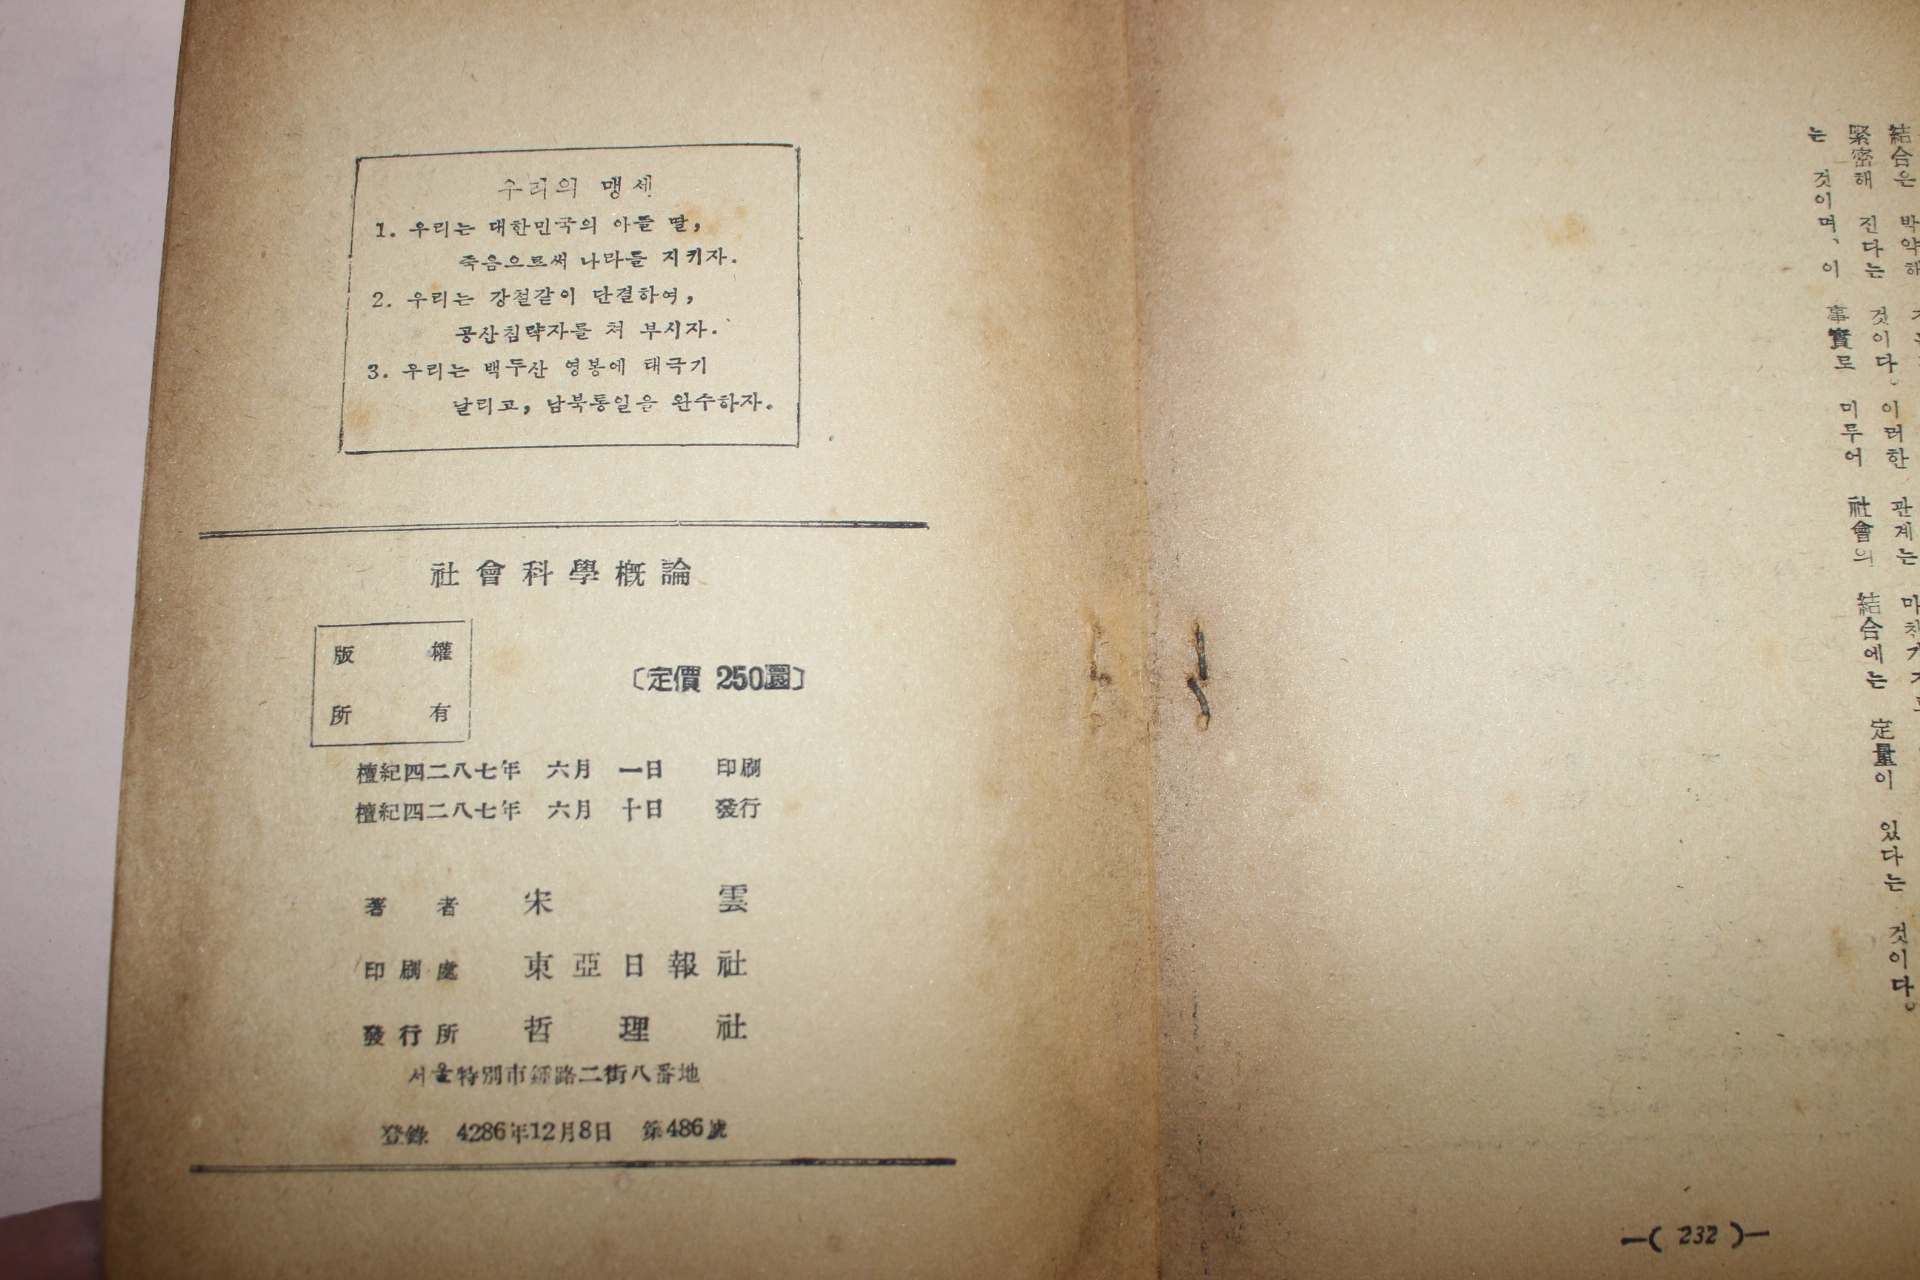 우리의 맹세
1. 우리는 대한민국의 아들 딸,
죽음으로써 나라를 지키자.
2. 우리는 강철같이 단결하여,
공산침략자를 쳐 부시자.
3. 우리는 백두산 영봉에 태극기
날리고, 남북통일을 완수하자.
社會科學槪論
版權
所有
〔定價 250圜〕
檀紀四二八七年 六月 一日 印刷
檀紀四二八七年 六月 十日 發行
著者 宋雲
印刷處 東亞日報社
發行所 哲理社
서울特別市鍾路二街八番地
登錄 4286年12月8日 第486號
結合은 박약해
緊密해 진다는 것이다。이러한 관계는 마치
는 것이며、이 事實로 미루어 社會의 結合에는 定量이 있다는 것이다。
—( 232 )—